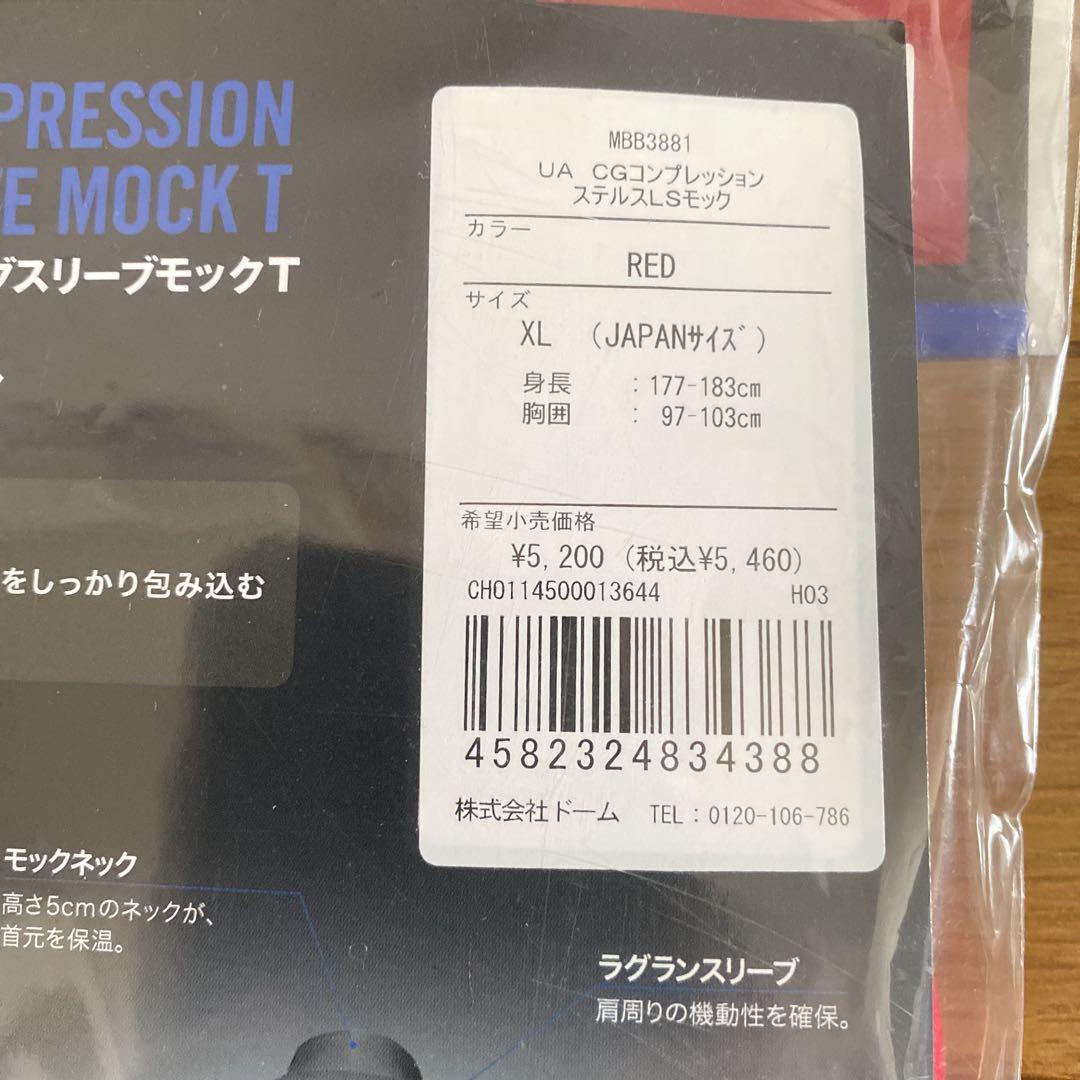 PRESSION
E MOCK T
グスリーブモックT
をしっかり包み込む
MBB3881
UA CGコンプレッション
ステルスLSモック
カラー
RED
サイズ
XL (JAPANｻｲｽﾞ)
身長 : 177-183cm
胸囲 : 97-103cm
希望小売価格
¥5,200 (税込¥5,460)
CH0114500013644 H03
4582324834388
株式会社ドーム TEL : 0120-106-786
モックネック
高さ5cmのネックが、
首元を保温。
ラグランスリーブ
肩周りの機動性を確保。